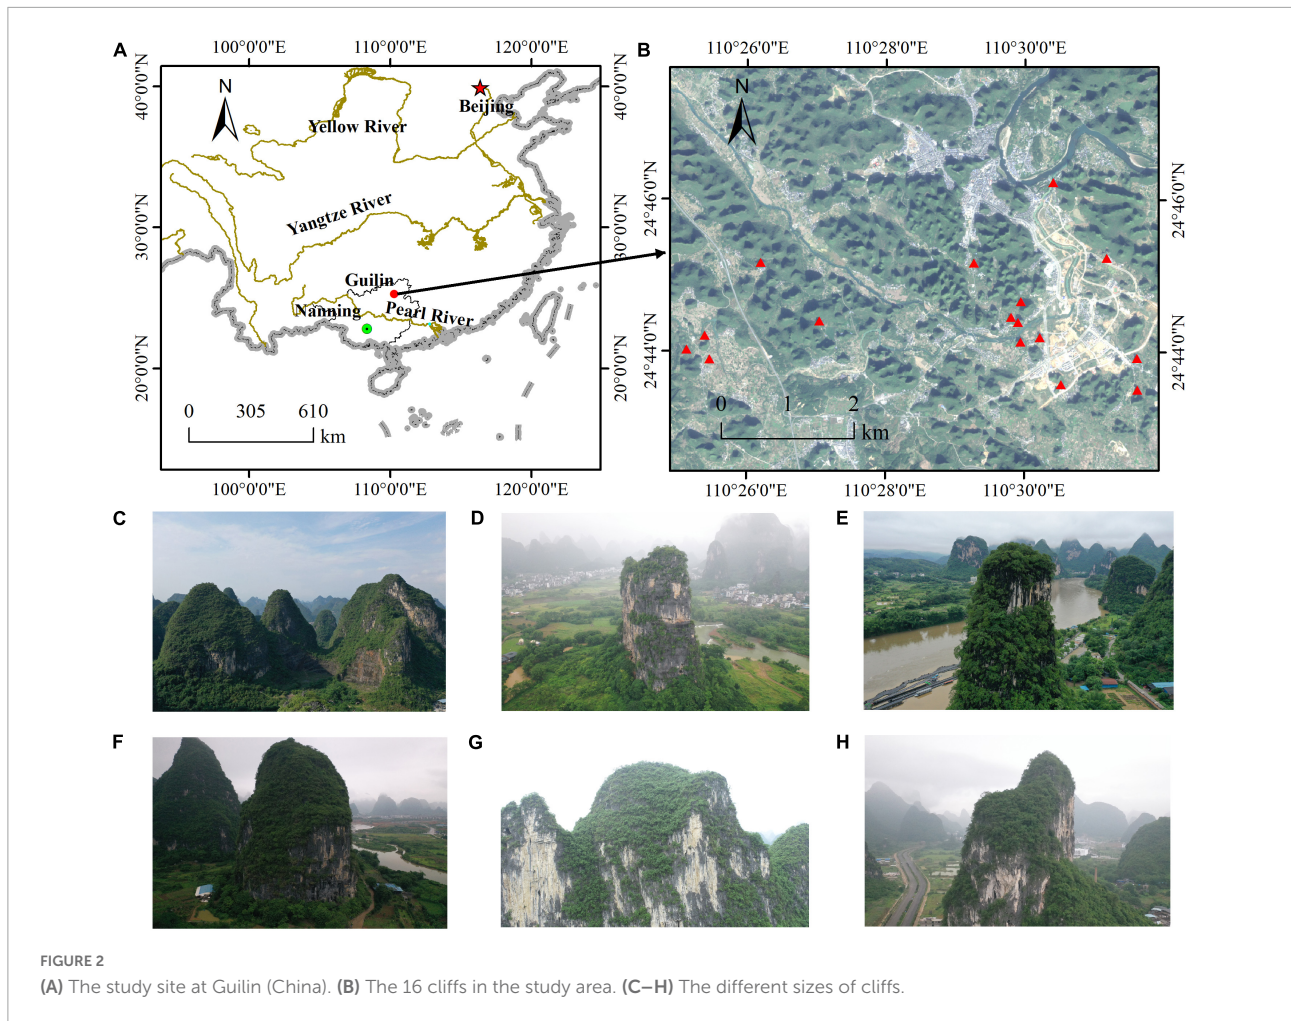 A
100°0'0"E 110°0'0"E 120°0'0"E
40°0'0"N
30°0'0"N
20°0'0"N
N
Beijing
Yellow River
Yangtze River
Guilin
Nanning
Pearl River
0 305 610
km
40°0'0"N
30°0'0"N
20°0'0"N
100°0'0"E 110°0'0"E 120°0'0"E
B
110°26'0"E 110°28'0"E 110°30'0"E
24°46'0"N
24°44'0"N
N
0 1 2
km
24°46'0"N
24°44'0"N
110°26'0"E 110°28'0"E 110°30'0"E
C
D
E
F
G
H
FIGURE 2
(A) The study site at Guilin (China). (B) The 16 cliffs in the study area. (C–H) The different sizes of cliffs.